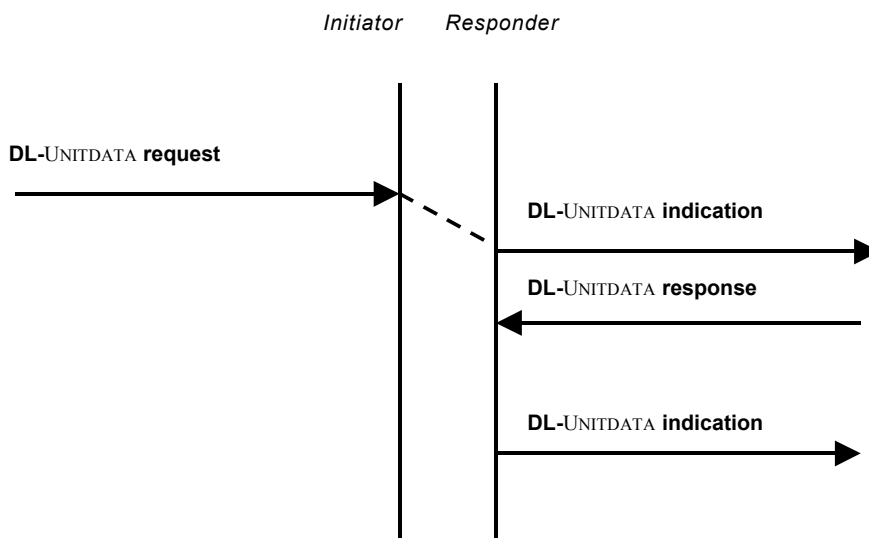 Initiator Responder
DL-UNITDATA request
DL-UNITDATA indication
DL-UNITDATA response
DL-UNITDATA indication